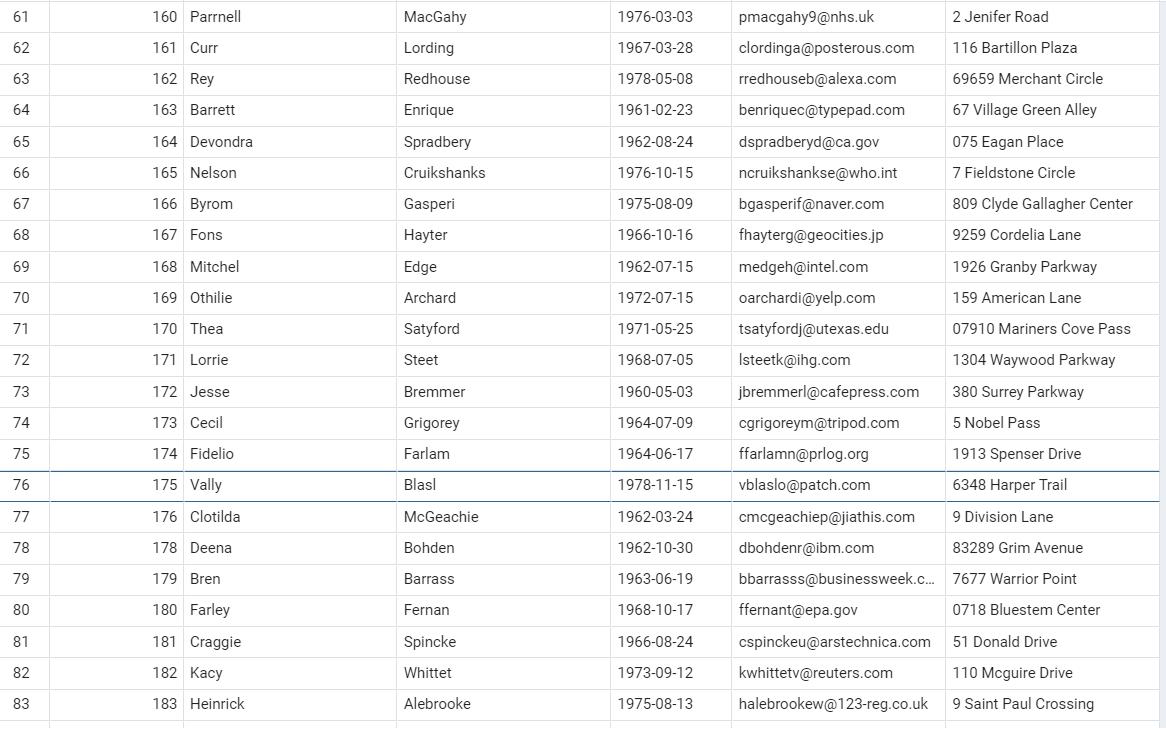 61 160 Parrnell MacGahy 1976-03-03 pmacgahy9@nhs.uk 2 Jenifer Road
62 161 Curr Lording 1967-03-28 clordinga@posterous.com 116 Bartillon Plaza
63 162 Rey Redhouse 1978-05-08 rredhouseb@alexa.com 69659 Merchant Circle
64 163 Barrett Enrique 1961-02-23 benriquec@typepad.com 67 Village Green Alley
65 164 Devondra Spradbery 1962-08-24 dspradberyd@ca.gov 075 Eagan Place
66 165 Nelson Cruikshanks 1976-10-15 ncruikshankse@who.int 7 Fieldstone Circle
67 166 Byrom Gasperi 1975-08-09 bgasperif@naver.com 809 Clyde Gallagher Center
68 167 Fons Hayter 1966-10-16 fhayterg@geocities.jp 9259 Cordelia Lane
69 168 Mitchel Edge 1962-07-15 medgeh@intel.com 1926 Granby Parkway
70 169 Othilie Archard 1972-07-15 oarchardi@yelp.com 159 American Lane
71 170 Thea Satyford 1971-05-25 tsatyfordj@utexas.edu 07910 Mariners Cove Pass
72 171 Lorrie Steet 1968-07-05 lsteetk@ihg.com 1304 Waywood Parkway
73 172 Jesse Bremmer 1960-05-03 jbremmerl@cafepress.com 380 Surrey Parkway
74 173 Cecil Grigorey 1964-07-09 cgrigoreym@tripod.com 5 Nobel Pass
75 174 Fidelio Farlam 1964-06-17 ffarlamn@prlog.org 1913 Spenser Drive
76 175 Vally Blasl 1978-11-15 vblaslo@patch.com 6348 Harper Trail
77 176 Clotilda McGeachie 1962-03-24 cmcgeachiep@jiathis.com 9 Division Lane
78 178 Deena Bohden 1962-10-30 dbohdenr@ibm.com 83289 Grim Avenue
79 179 Bren Barrass 1963-06-19 bbarrasss@businessweek.c... 7677 Warrior Point
80 180 Farley Fernan 1968-10-17 ffernant@epa.gov 0718 Bluestem Center
81 181 Craggie Spincke 1966-08-24 cspinckeu@arstechnica.com 51 Donald Drive
82 182 Kacy Whittet 1973-09-12 kwhittetv@reuters.com 110 Mcguire Drive
83 183 Heinrick Alebrooke 1975-08-13 halebrookew@123-reg.co.uk 9 Saint Paul Crossing